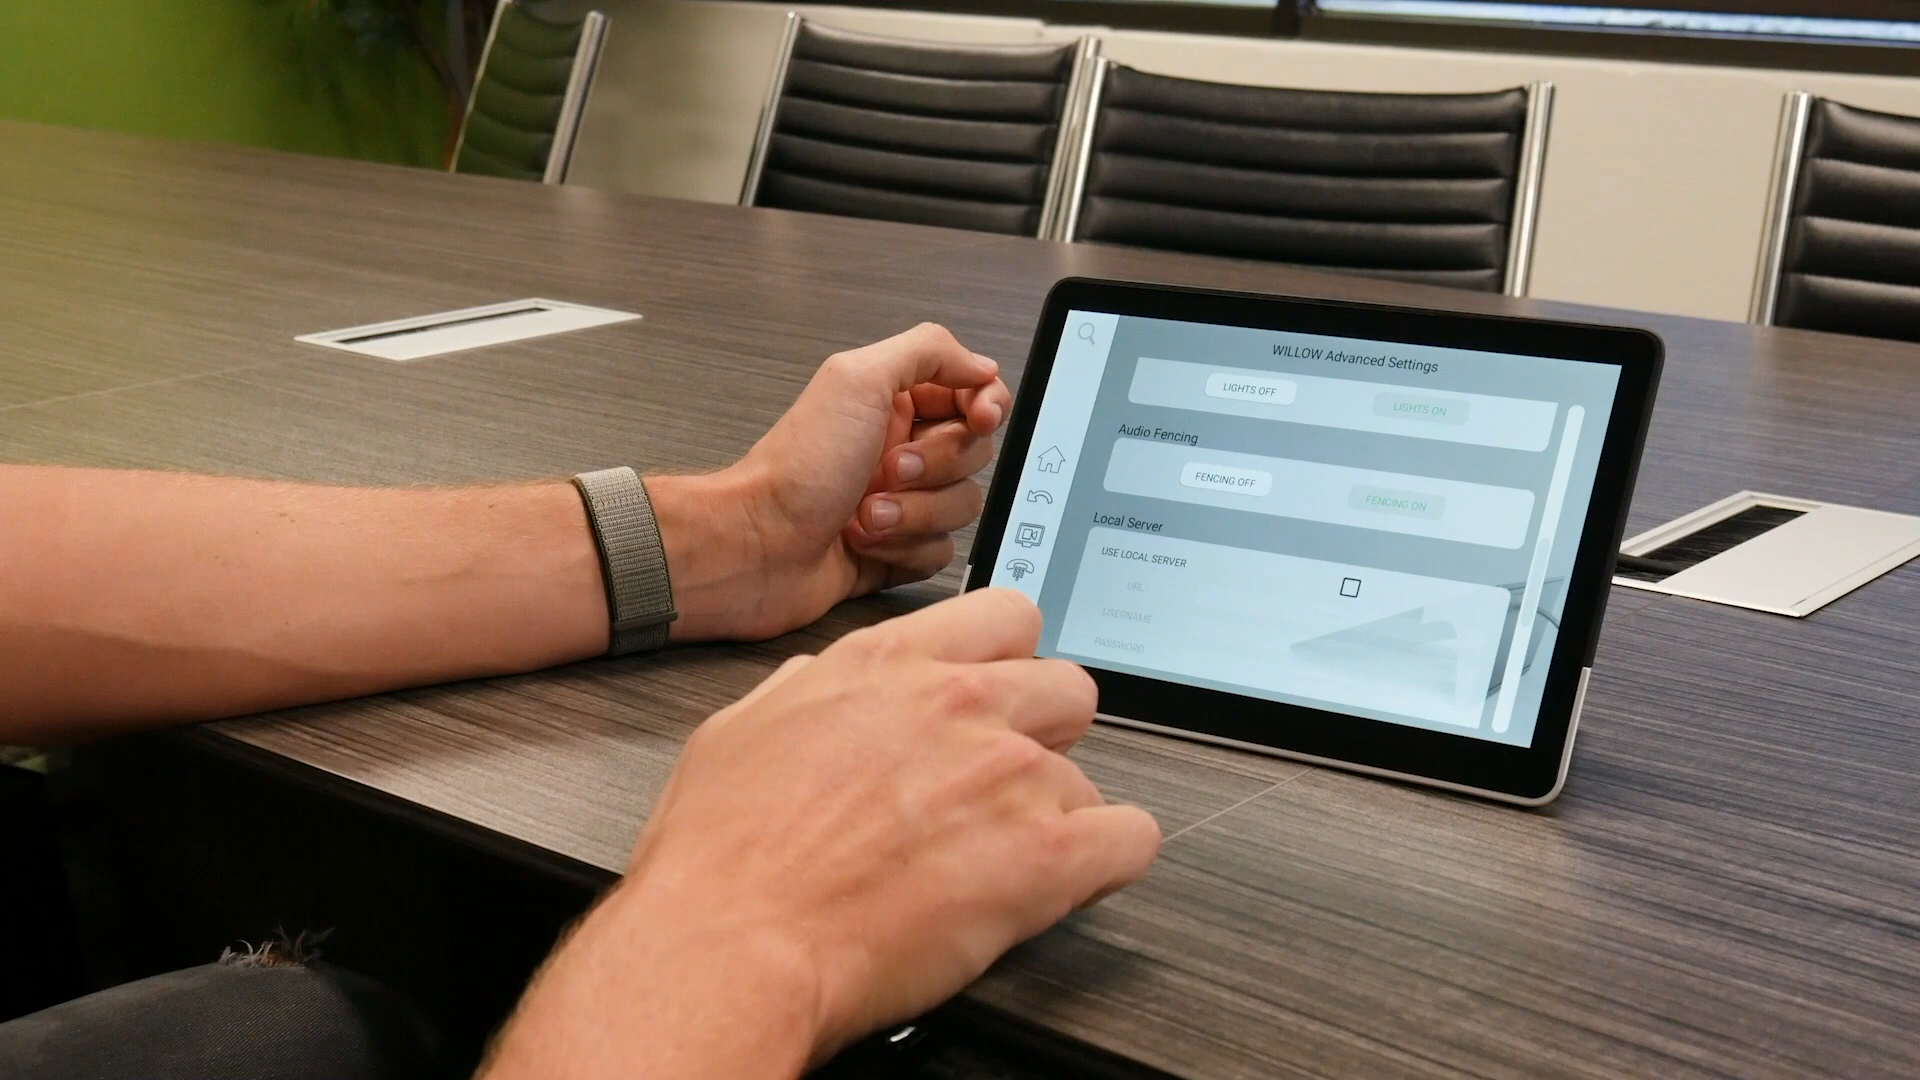 WILLOW Advanced Settings
LIGHTS OFF LIGHTS ON
Audio Fencing
FENCING OFF FENCING ON
Local Server
USE LOCAL SERVER
URL
USERNAME
PASSWORD